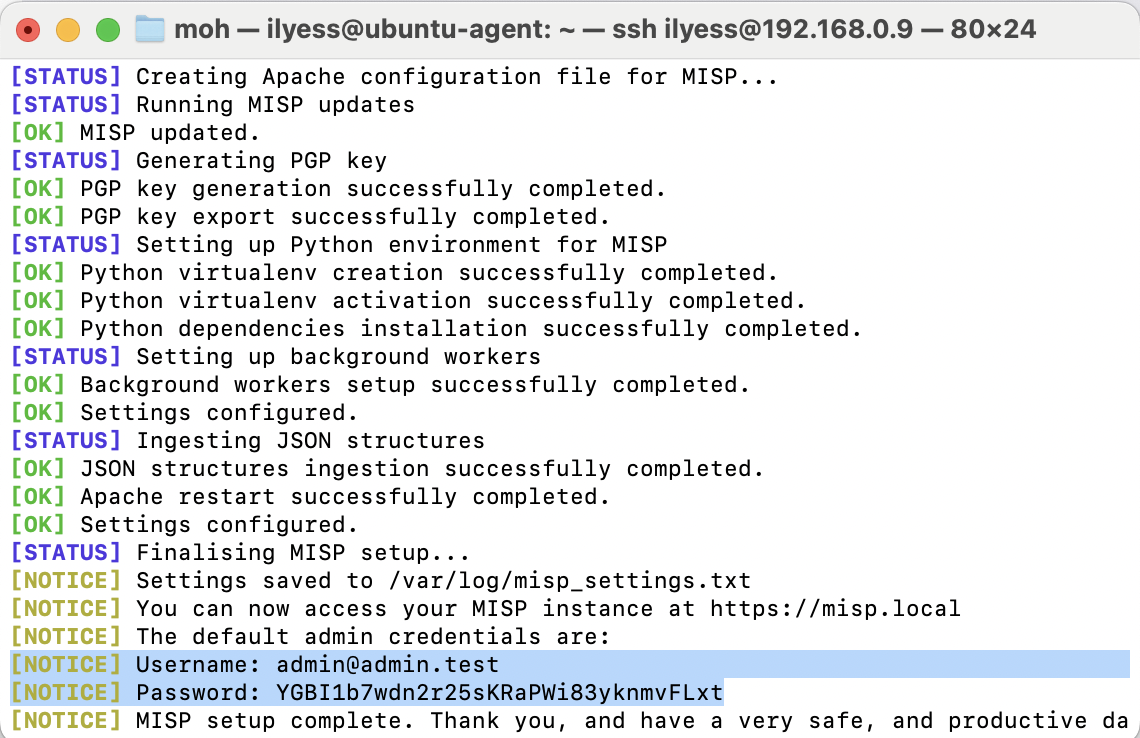 moh — ilyess@ubuntu-agent: ~ — ssh ilyess@192.168.0.9 — 80×24
[STATUS] Creating Apache configuration file for MISP...
[STATUS] Running MISP updates
[OK] MISP updated.
[STATUS] Generating PGP key
[OK] PGP key generation successfully completed.
[OK] PGP key export successfully completed.
[STATUS] Setting up Python environment for MISP
[OK] Python virtualenv creation successfully completed.
[OK] Python virtualenv activation successfully completed.
[OK] Python dependencies installation successfully completed.
[STATUS] Setting up background workers
[OK] Background workers setup successfully completed.
[OK] Settings configured.
[STATUS] Ingesting JSON structures
[OK] JSON structures ingestion successfully completed.
[OK] Apache restart successfully completed.
[OK] Settings configured.
[STATUS] Finalising MISP setup...
[NOTICE] Settings saved to /var/log/misp_settings.txt
[NOTICE] You can now access your MISP instance at https://misp.local
[NOTICE] The default admin credentials are:
[NOTICE] Username: admin@admin.test
[NOTICE] Password: YGBI1b7wdn2r25sKRaPWi83yknmvFLxt
[NOTICE] MISP setup complete. Thank you, and have a very safe, and productive da